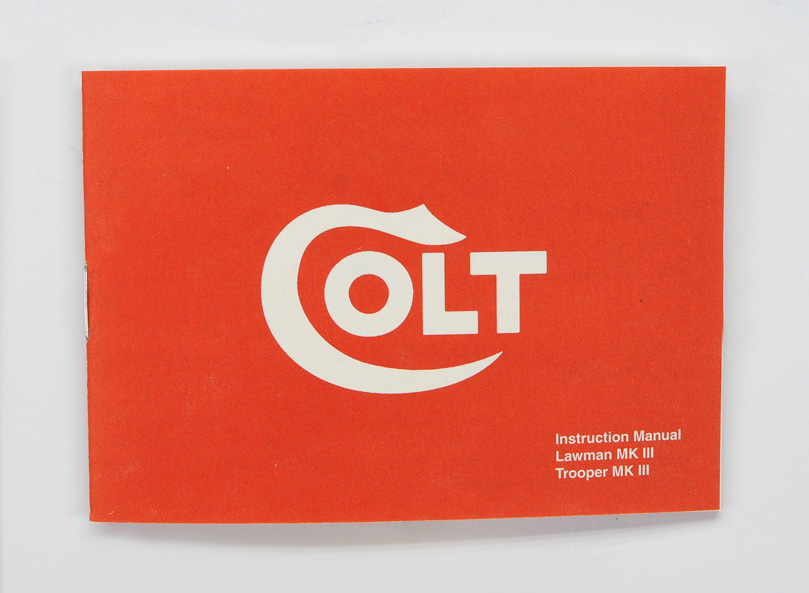 COLT
Instruction Manual
Lawman MK III
Trooper MK III